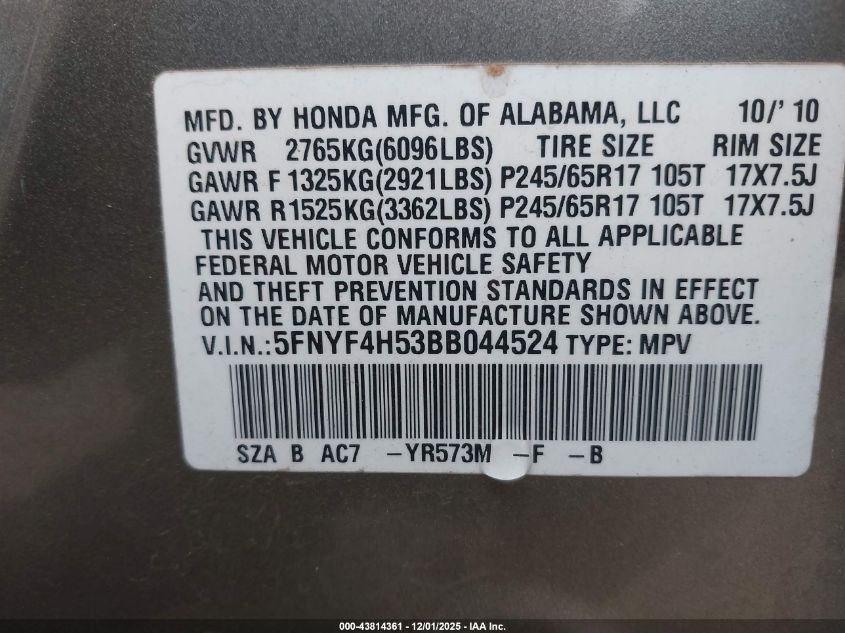 MFD. BY HONDA MFG. OF ALABAMA, LLC 10/' 10
GVWR 2765KG(6096LBS) TIRE SIZE RIM SIZE
GAWR F 1325KG(2921LBS) P245/65R17 105T 17X7.5J
GAWR R1525KG(3362LBS) P245/65R17 105T 17X7.5J
THIS VEHICLE CONFORMS TO ALL APPLICABLE
FEDERAL MOTOR VEHICLE SAFETY
AND THEFT PREVENTION STANDARDS IN EFFECT
ON THE DATE OF MANUFACTURE SHOWN ABOVE.
V.I.N.:5FNYF4H53BB044524 TYPE: MPV
SZA B AC7 -YR573M -F -B
000-43814361 - 12/01/2025 - IAA Inc.